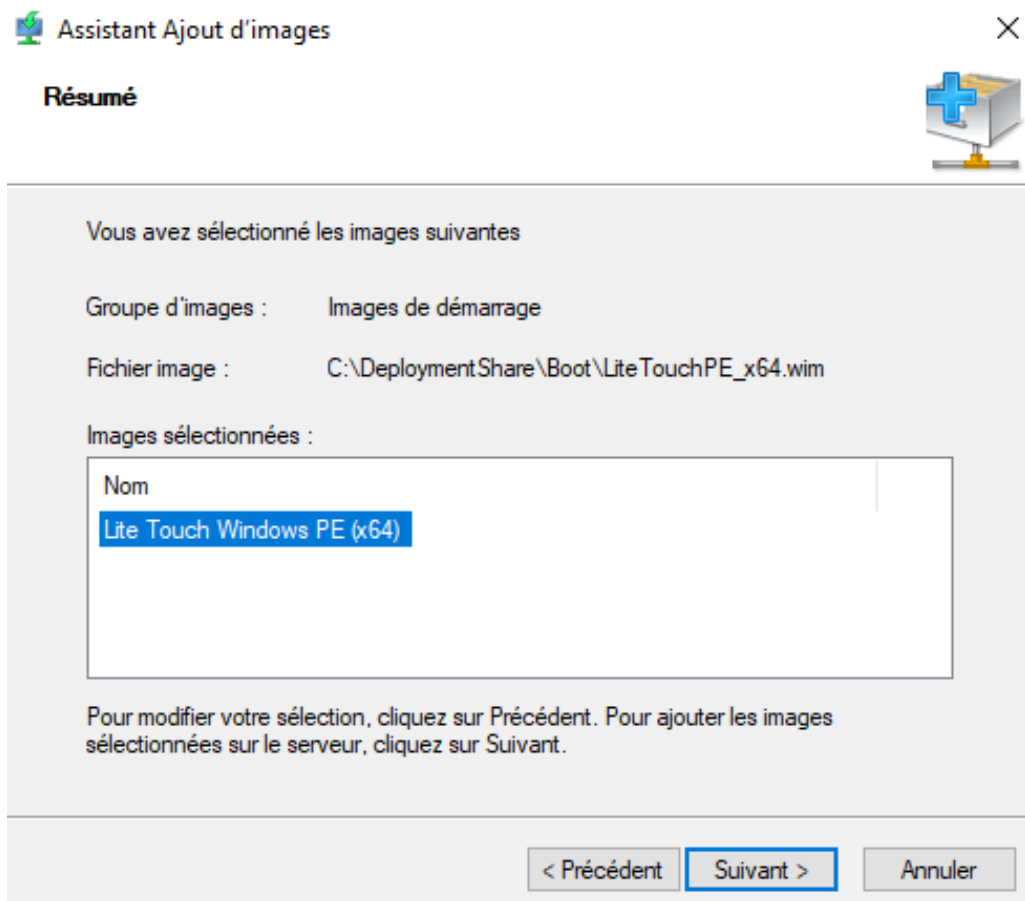 Assistant Ajout d'images
Résumé
Vous avez sélectionné les images suivantes
Groupe d'images : Images de démarrage
Fichier image : C:\DeploymentShare\Boot\LiteTouchPE_x64.wim
Images sélectionnées :
Nom
Lite Touch Windows PE (x64)
Pour modifier votre sélection, cliquez sur Précédent. Pour ajouter les images
sélectionnées sur le serveur, cliquez sur Suivant.
< Précédent Suivant > Annuler